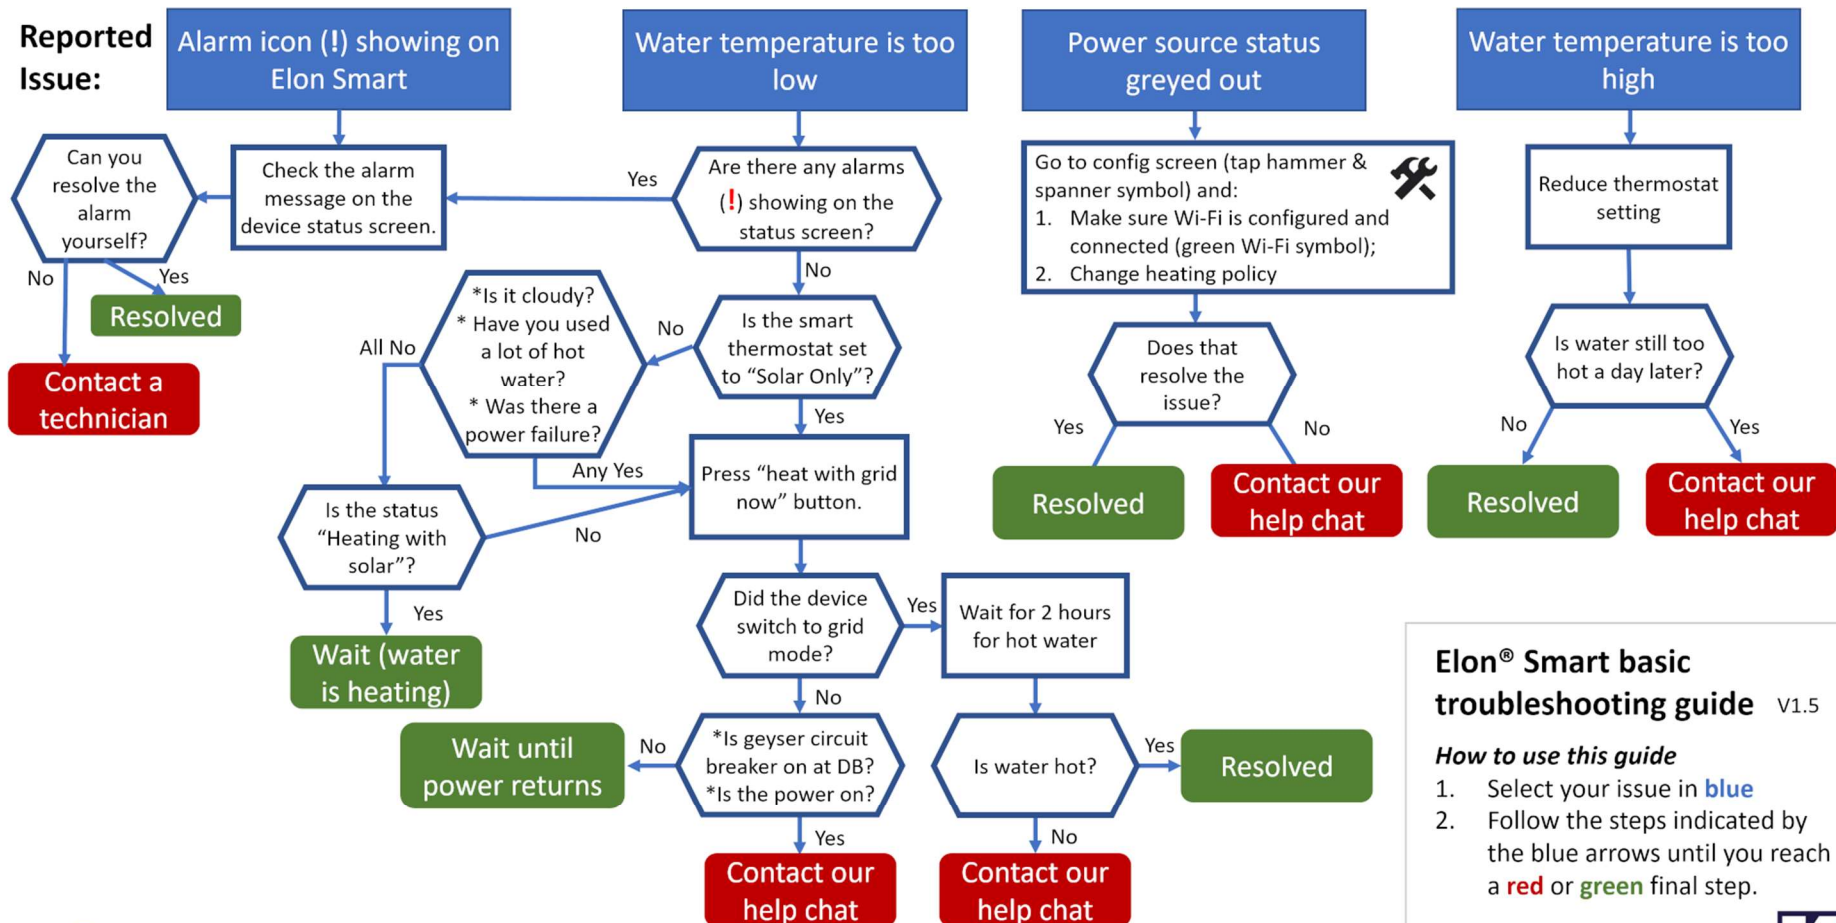 Reported
Issue:
Alarm icon (!) showing on
Elon Smart
Water temperature is too
low
Power source status
greyed out
Water temperature is too
high
Can you
resolve the
alarm
yourself?
Check the alarm
message on the
device status screen.
Yes
Are there any alarms
(!) showing on the
status screen?
Go to config screen (tap hammer &
spanner symbol) and:
1. Make sure Wi-Fi is configured and
connected (green Wi-Fi symbol);
2. Change heating policy
Reduce thermostat
setting
No
Yes
Resolved
Contact a
technician
No
*Is it cloudy?
* Have you used
a lot of hot
water?
* Was there a
power failure?
No
Is the smart
thermostat set
to “Solar Only”?
All No
Any Yes
Yes
Does that
resolve the
issue?
Yes
No
Resolved
Contact our
help chat
Is water still too
hot a day later?
No
Yes
Resolved
Contact our
help chat
Press “heat with grid
now” button.
Is the status
“Heating with
solar”?
No
Yes
Wait (water
is heating)
Did the device
switch to grid
mode?
Yes
Wait for 2 hours
for hot water
No
Wait until
power returns
No
*Is geyser circuit
breaker on at DB?
*Is the power on?
Is water hot?
Yes
Resolved
Yes
No
Contact our
help chat
Contact our
help chat
Elon® Smart basic
troubleshooting guide V1.5
How to use this guide
1. Select your issue in blue
2. Follow the steps indicated by
the blue arrows until you reach
a red or green final step.